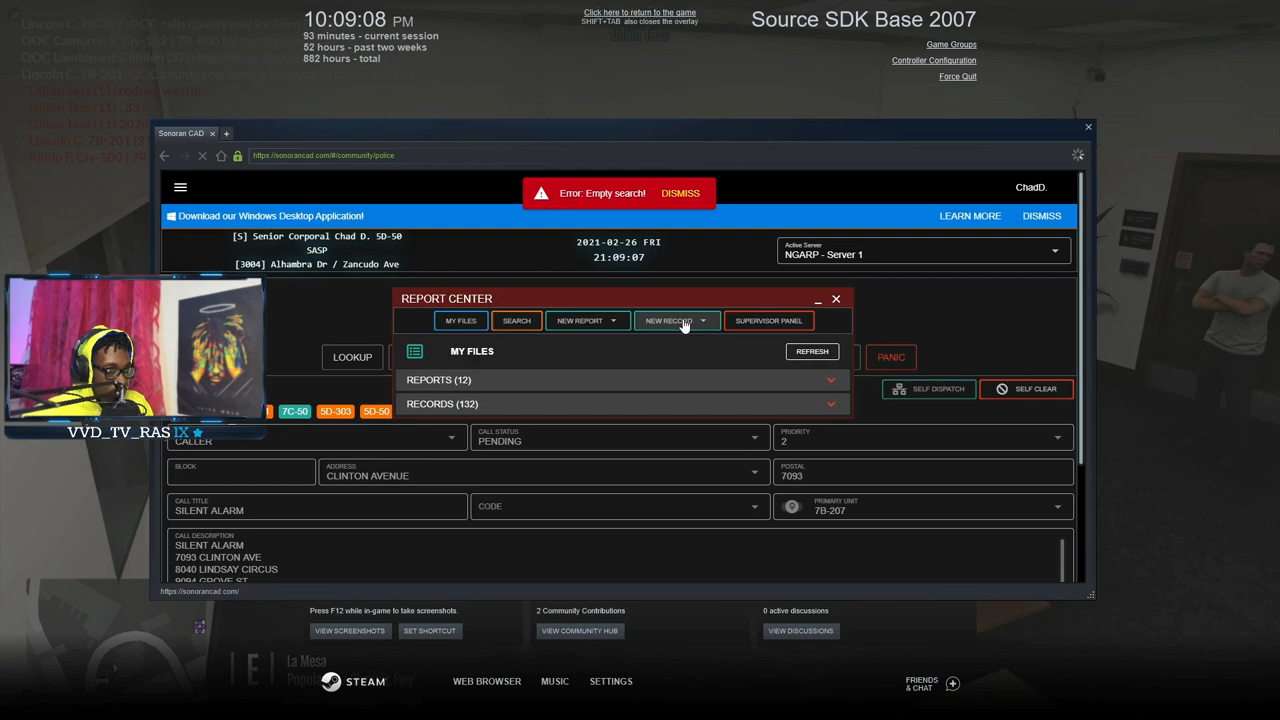 10:09:08 PM
93 minutes - current session
52 hours - past two weeks
882 hours - total
Click here to return to the game
SHIFT+TAB also closes the overlay
Dillon Tess
Source SDK Base 2007
Game Groups
Controller Configuration
Force Quit
Sonoran CAD
https://sonorancad.com/#/community/police
Error: Empty search! DISMISS
ChadD.
Download our Windows Desktop Application!
LEARN MORE DISMISS
[S] Senior Corporal Chad D. 5D-50
SASP
[3004] Alhambra Dr / Zancudo Ave
2021-02-26 FRI
21:09:07
Active Server
NGARP - Server 1
REPORT CENTER
MY FILES SEARCH NEW REPORT NEW RECORD SUPERVISOR PANEL
MY FILES REFRESH
REPORTS (12)
RECORDS (132)
LOOKUP PANIC
SELF DISPATCH SELF CLEAR
7C-50 5D-303 5D-50
VVD_TV_RAS IX
CALLER
CALL STATUS
PENDING
PRIORITY
2
BLOCK
ADDRESS
CLINTON AVENUE
POSTAL
7093
CALL TITLE
SILENT ALARM
CODE
PRIMARY UNIT
7B-207
CALL DESCRIPTION
SILENT ALARM
7093 CLINTON AVE
8040 LINDSAY CIRCUS
9094 GROVE ST
https://sonorancad.com/
Press F12 while in-game to take screenshots.
VIEW SCREENSHOTS SET SHORTCUT
2 Community Contributions
VIEW COMMUNITY HUB
0 active discussions
VIEW DISCUSSIONS
E
La Mesa
STEAM
WEB BROWSER MUSIC SETTINGS
FRIENDS
& CHAT